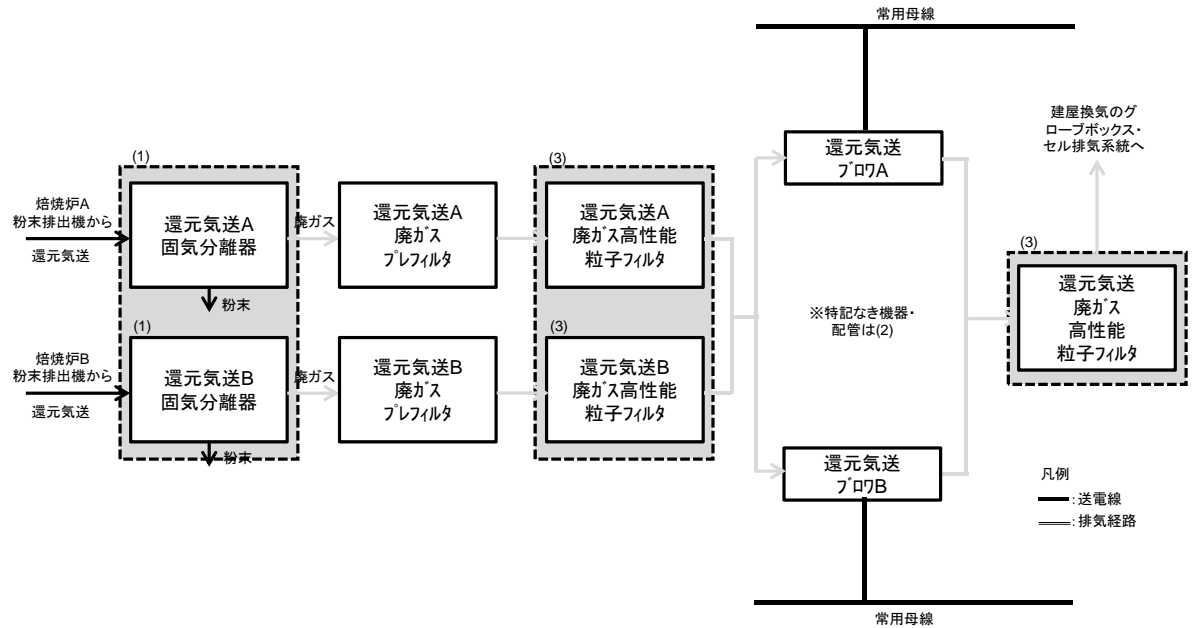 常用母線
建屋換気のグ
ローブボックス・
セル排気系統へ
還元気送
ブロワA
(1)
(3)
(3)
焙焼炉A
粉末排出機から
還元気送
還元気送A
固気分離器
廃ガス
還元気送A
廃ガス
プレフィルタ
還元気送A
廃ガス高性能
粒子フィルタ
還元気送
廃ガス
高性能
粒子フィルタ
粉末
※特記なき機器・
配管は(2)
(1)
(3)
焙焼炉B
粉末排出機から
還元気送
還元気送B
固気分離器
廃ガス
還元気送B
廃ガス
プレフィルタ
還元気送B
廃ガス高性能
粒子フィルタ
粉末
還元気送
ブロワB
凡例
:送電線
:排気経路
常用母線